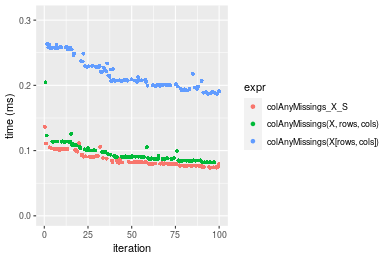 0.3
0.2
0.1
0.0
time (ms)
0 25 50 75 100
iteration
expr
colAnyMissings_X_S
colAnyMissings(X, rows, cols)
colAnyMissings(X[rows, cols])